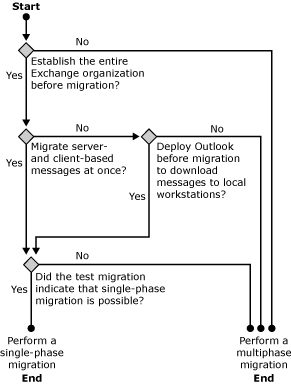 Start
No
Establish the entire
Exchange organization
before migration?
Yes
No
No
Migrate server-
and client-based
messages at once?
Yes
Deploy Outlook
before migration
to download
messages to local
workstations?
Yes
No
Did the test migration
indicate that single-phase
migration is possible?
Yes
Perform a
single-phase
migration
End
Perform a
multiphase
migration
End